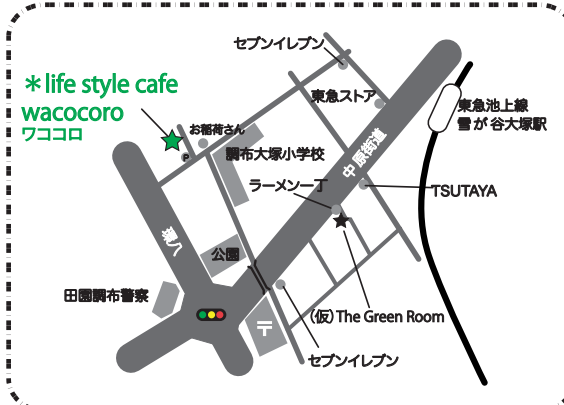 セブンイレブン
＊life style cafe
wacocoro
ワココロ
東急ストア
東急池上線
雪が谷大塚駅
お稲荷さん
P
調布大塚小学校
中原街道
ラーメン一丁
TSUTAYA
環八
公園
田園調布警察
(仮)The Green Room
〒
セブンイレブン